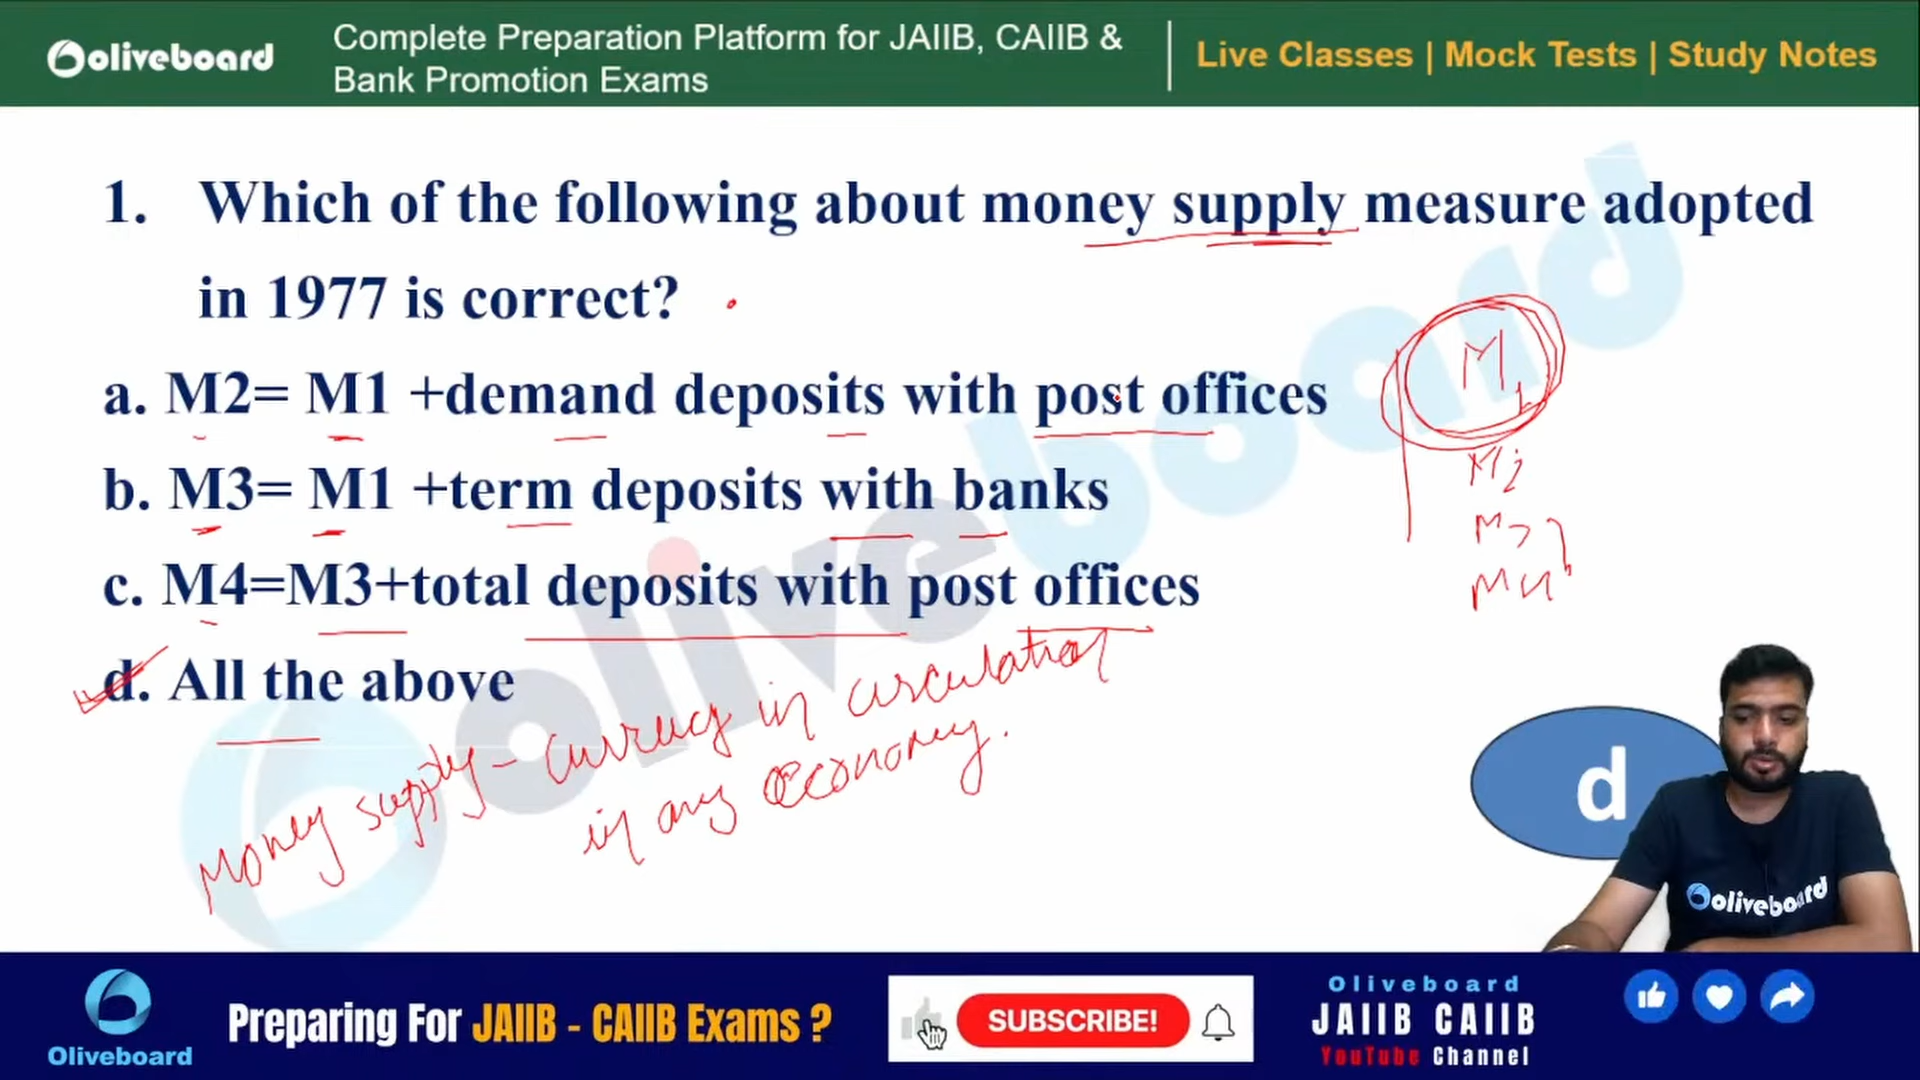 oliveboard
Complete Preparation Platform for JAIIB, CAIIB &
Bank Promotion Exams
Live Classes | Mock Tests | Study Notes
1. Which of the following about money supply measure adopted
in 1977 is correct?
a. M2= M1 +demand deposits with post offices
b. M3= M1 +term deposits with banks
c. M4=M3+total deposits with post offices
d. All the above
M1
M2
M3
M4
Money supply - Currency in circulation
in any economy.
d
oliveboard
oliveboard
Oliveboard
Preparing For JAIIB - CAIIB Exams ?
SUBSCRIBE!
Oliveboard
JAIIB CAIIB
YouTube Channel